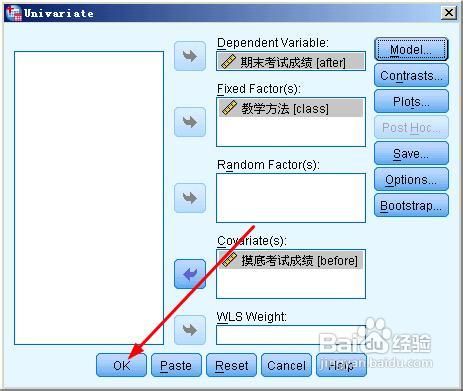 Univariate
Dependent Variable:
期末考试成绩 [after]
Model...
Contrasts...
Fixed Factor(s):
教学方法 [class]
Plots...
Post Hoc...
Save...
Random Factor(s):
Options...
Bootstrap...
Covariate(s):
摸底考试成绩 [before]
WLS Weight:
OK
Paste
Reset
Cancel
Help
Baidu 经验
jingyan.baidu.com